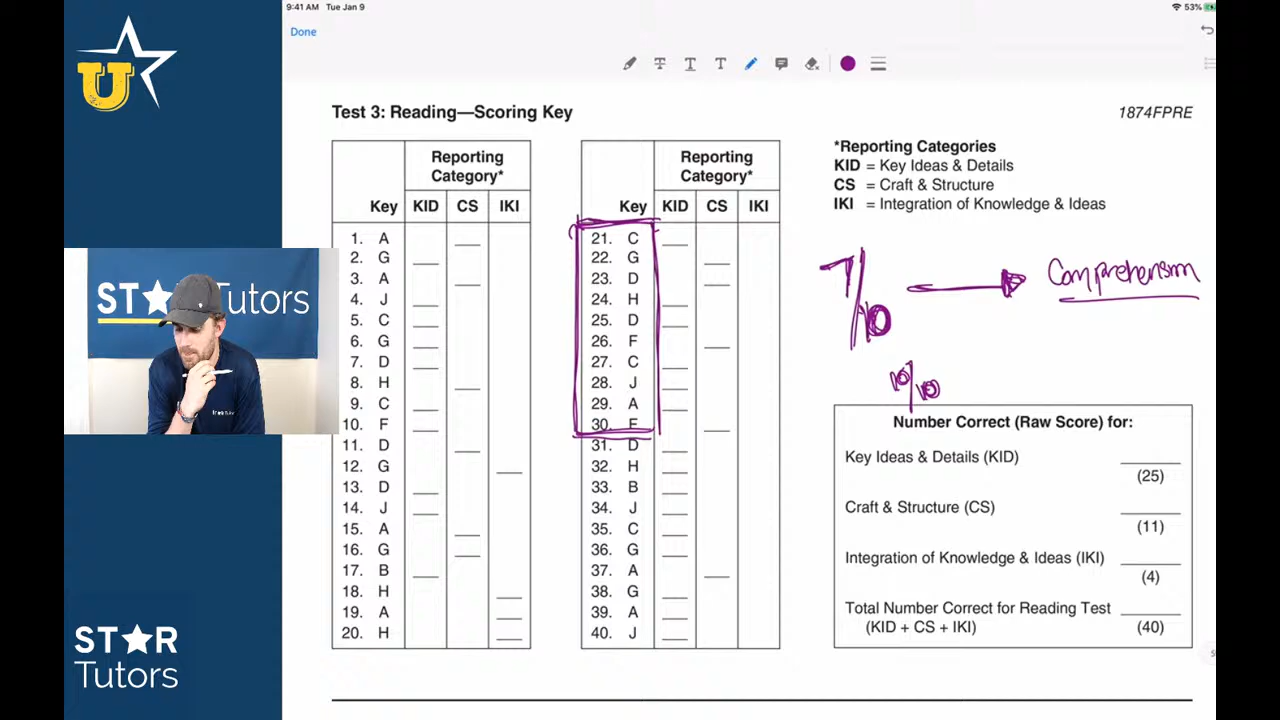 9:41 AM Tue Jan 9
53%
Done
U
Test 3: Reading—Scoring Key
1874FPRE
Reporting
Category*
Key KID CS IKI
1. A
2. G
3. A
4. J
5. C
6. G
7. D
8. H
9. C
10. F
11. D
12. G
13. D
14. J
15. A
16. G
17. B
18. H
19. A
20. H
Reporting
Category*
Key KID CS IKI
21. C
22. G
23. D
24. H
25. D
26. F
27. C
28. J
29. A
30. F
31. D
32. H
33. B
34. J
35. C
36. G
37. A
38. G
39. A
40. J
*Reporting Categories
KID = Key Ideas & Details
CS = Craft & Structure
IKI = Integration of Knowledge & Ideas
7/10 Comprehension
10/10
Number Correct (Raw Score) for:
Key Ideas & Details (KID) ____
(25)
Craft & Structure (CS) ____
(11)
Integration of Knowledge & Ideas (IKI) ____
(4)
Total Number Correct for Reading Test ____
(KID + CS + IKI) (40)
STAR Tutors
STAR
Tutors